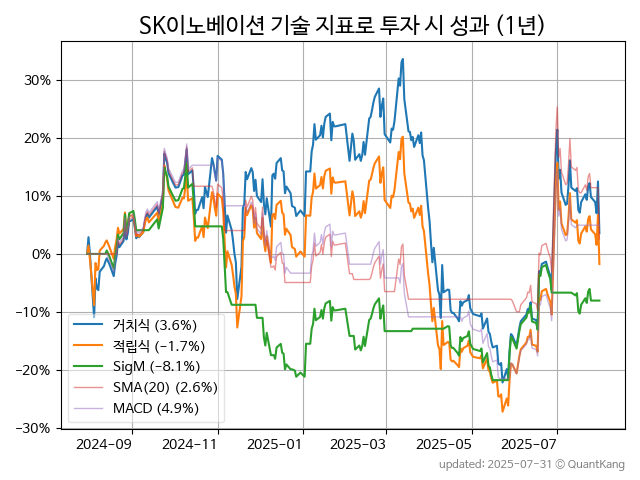 SK이노베이션 기술 지표로 투자 시 성과 (1년)
30%
20%
10%
0%
−10%
−20%
−30%
거치식 (3.6%)
적립식 (−1.7%)
SigM (−8.1%)
SMA(20) (2.6%)
MACD (4.9%)
2024-09 2024-11 2025-01 2025-03 2025-05 2025-07
updated: 2025-07-31 © QuantKang